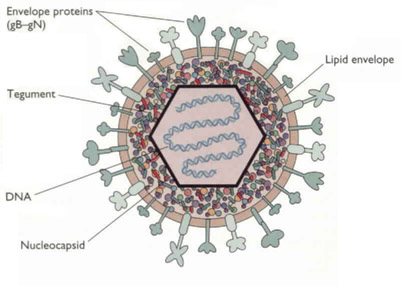 Envelope proteins
(gB–gN)
Lipid envelope
Tegument
DNA
Nucleocapsid